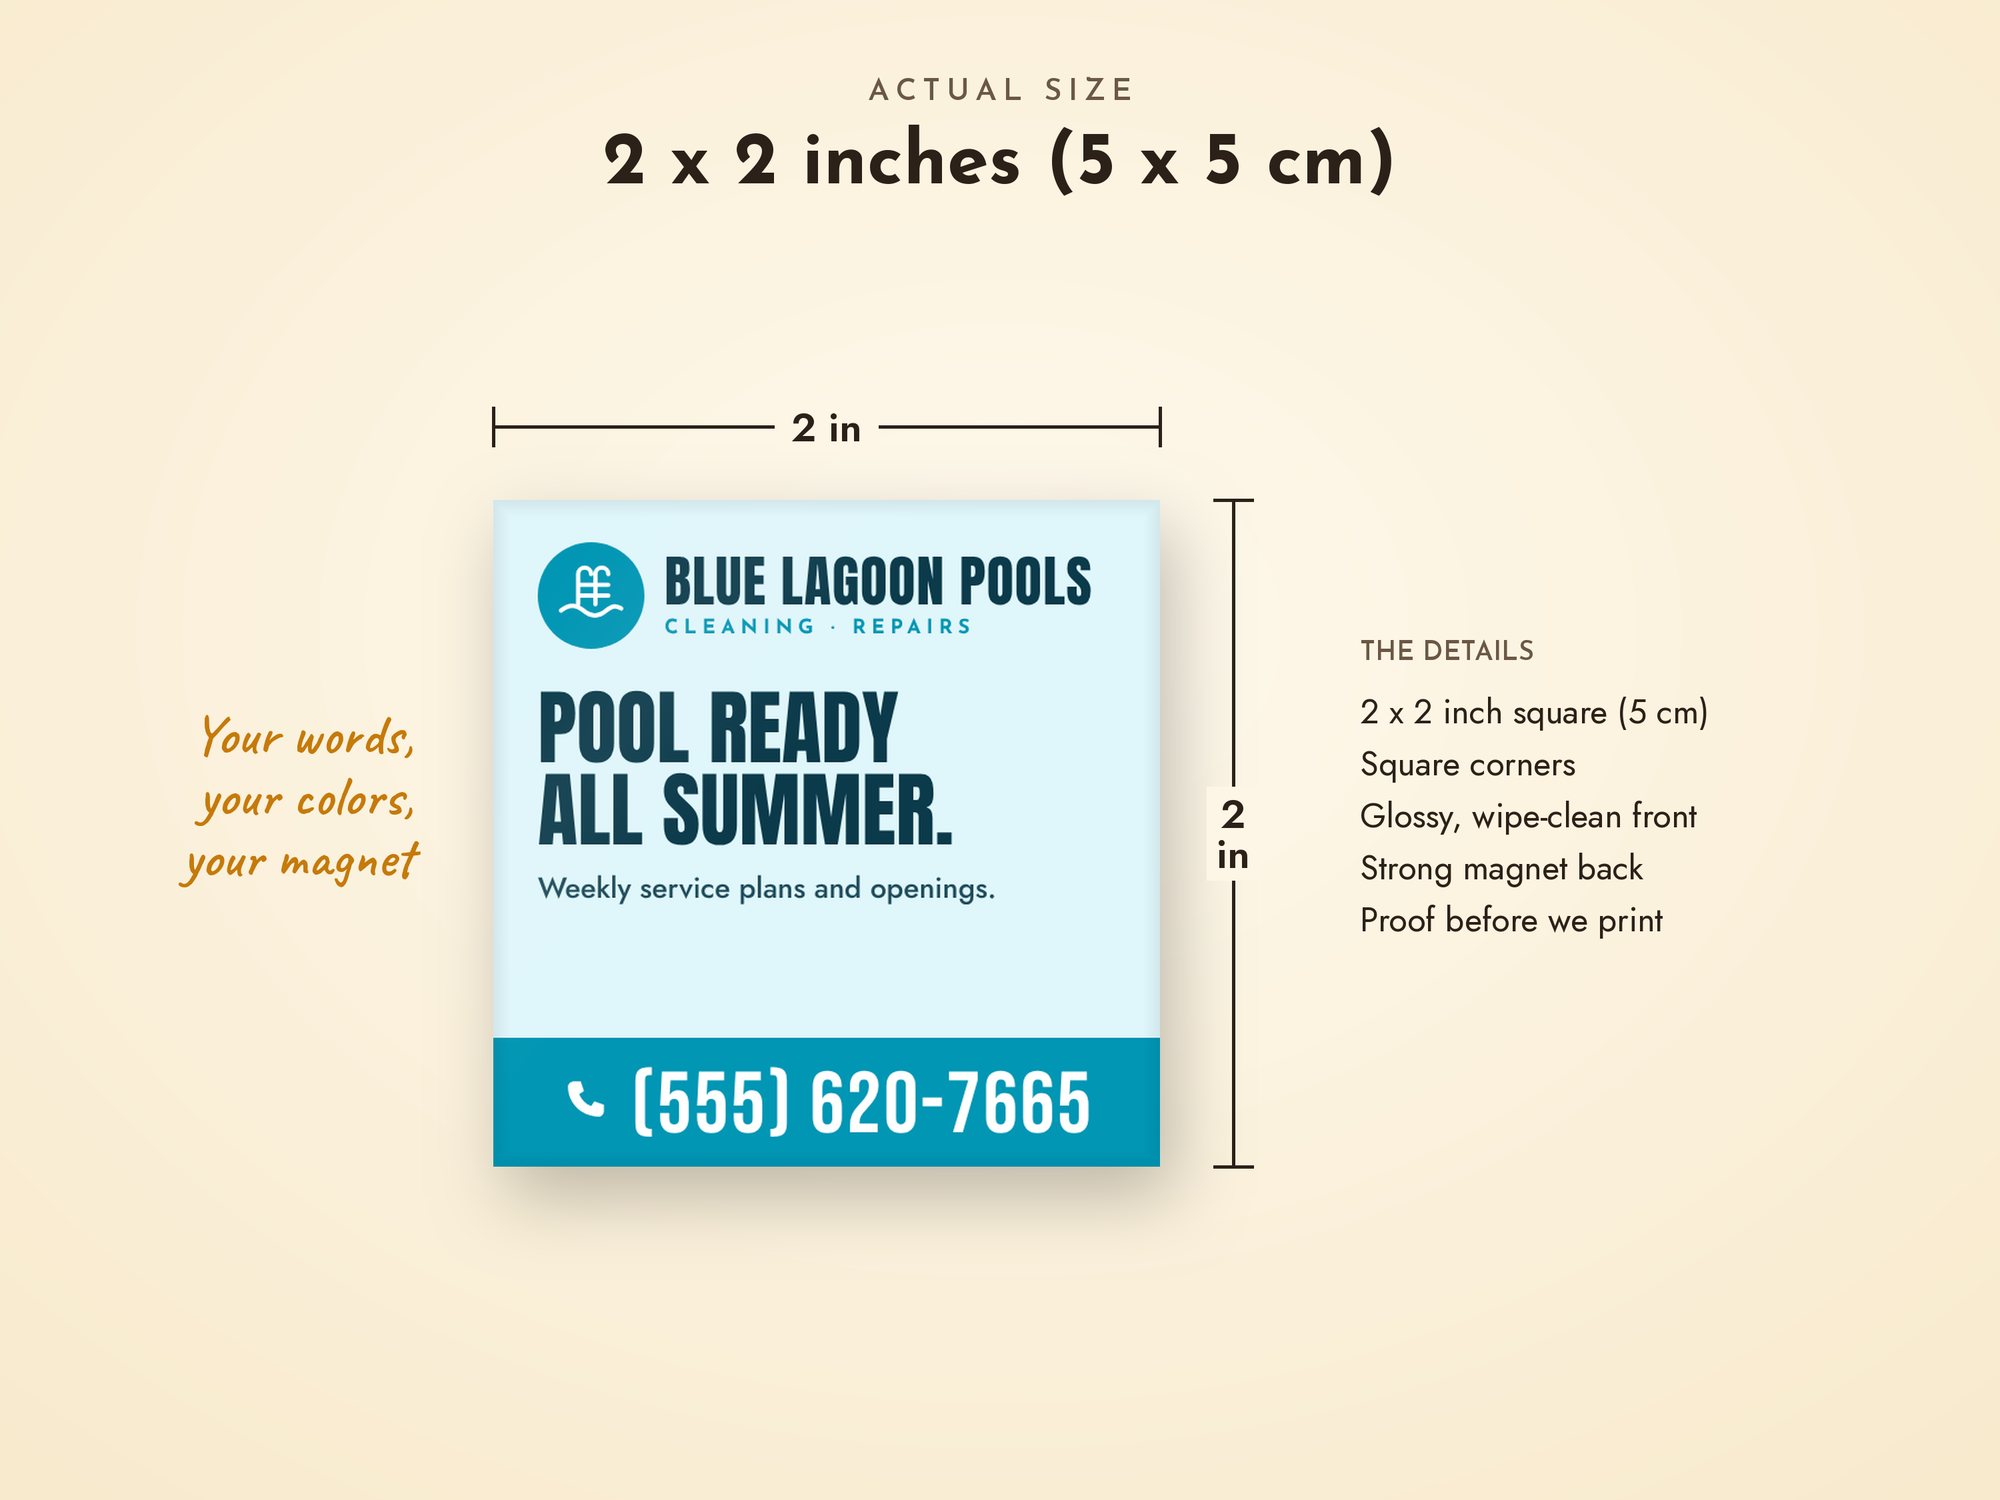 ACTUAL SIZE
2 x 2 inches (5 x 5 cm)
2 in
BLUE LAGOON POOLS
CLEANING · REPAIRS
POOL READY
ALL SUMMER.
Weekly service plans and openings.
(555) 620-7665
2
in
Your words,
your colors,
your magnet
THE DETAILS
2 x 2 inch square (5 cm)
Square corners
Glossy, wipe-clean front
Strong magnet back
Proof before we print